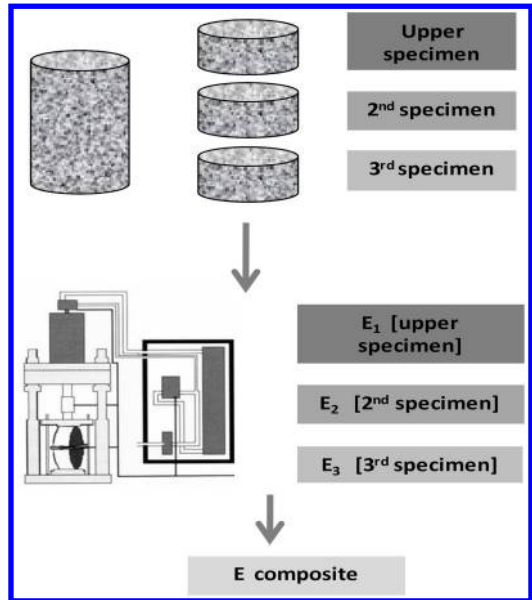 Upper
specimen
2nd specimen
3rd specimen
E1 [upper
specimen]
E2 [2nd specimen]
E3 [3rd specimen]
E composite